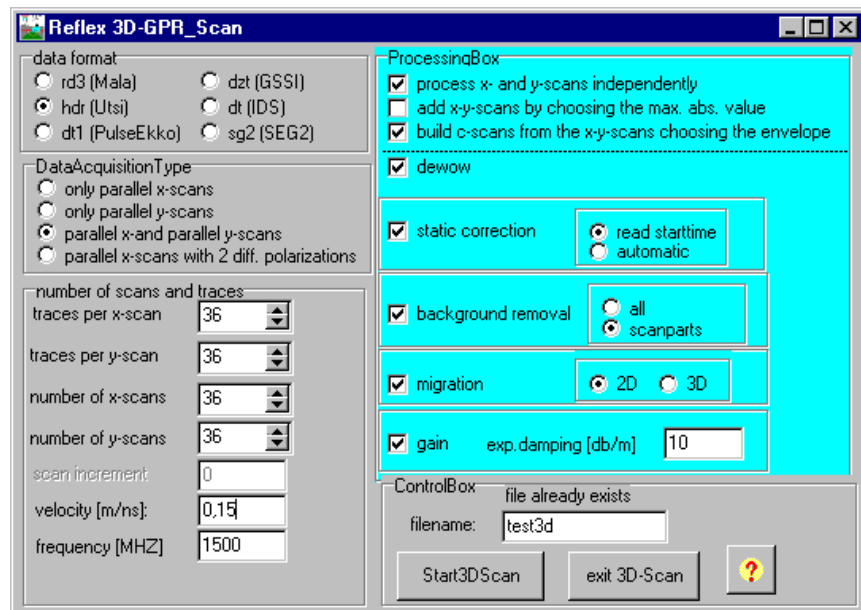 Reflex 3D-GPR_Scan
data format
rd3 (Mala) dzt (GSSI)
hdr (Utsi) dt (IDS)
dt1 (PulseEkko) sg2 (SEG2)
DataAcquisitionType
only parallel x-scans
only parallel y-scans
parallel x-and parallel y-scans
parallel x-scans with 2 diff. polarizations
number of scans and traces
traces per x-scan 36
traces per y-scan 36
number of x-scans 36
number of y-scans 36
scan increment 0
velocity [m/ns]: 0,15
frequency [MHZ] 1500
ProcessingBox
process x- and y-scans independently
add x-y-scans by choosing the max. abs. value
build c-scans from the x-y-scans choosing the envelope
dewow
static correction
read starttime
automatic
background removal
all
scanparts
migration 2D 3D
gain exp.damping [db/m] 10
ControlBox
file already exists
filename: test3d
Start3DScan exit 3D-Scan ?